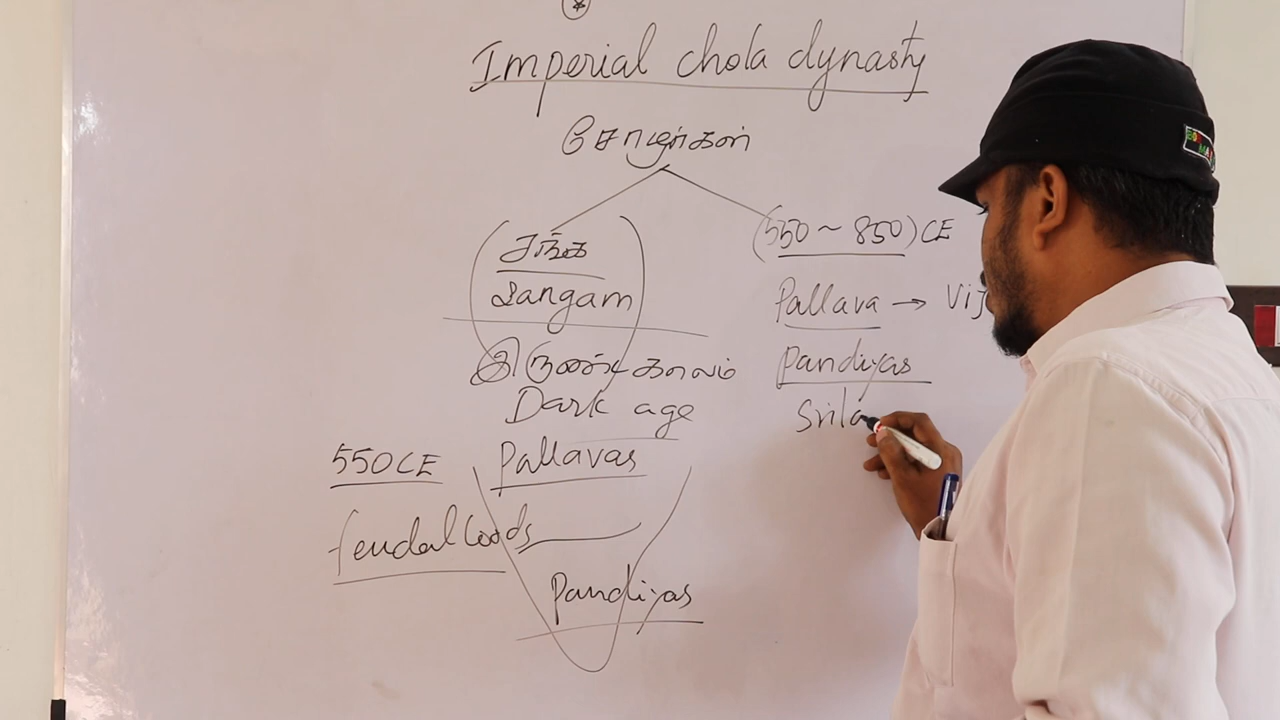 Imperial chola dynasty
சோழர்கள்
சங்க
Sangam
இருண்ட காலம்
Dark age
550CE Pallavas
feudal Lords
Pandiyas
(550 ~ 850) CE
Pallava → Vij
Pandiyas
Srila